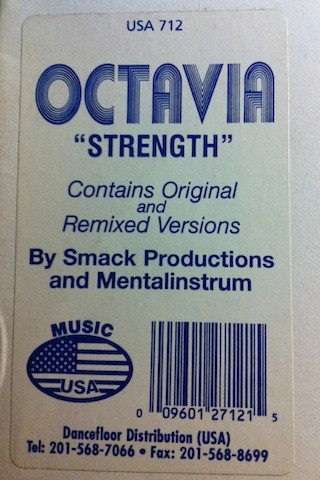 USA 712
OCTAVIA
"STRENGTH"
Contains Original
and
Remixed Versions
By Smack Productions
and Mentalinstrum
MUSIC
USA
0 09601 27121 5
Dancefloor Distribution (USA)
Tel: 201-568-7066 • Fax: 201-568-8699